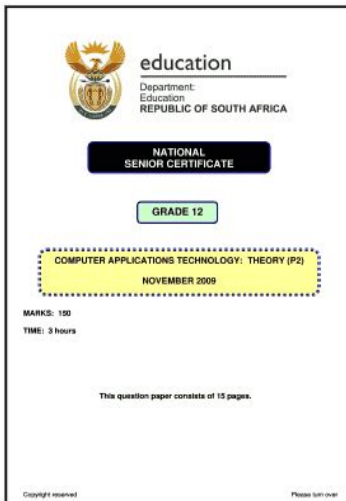 education
Department:
Education
REPUBLIC OF SOUTH AFRICA
NATIONAL
SENIOR CERTIFICATE
GRADE 12
COMPUTER APPLICATIONS TECHNOLOGY: THEORY (P2)
NOVEMBER 2009
MARKS: 150
TIME: 3 hours
This question paper consists of 15 pages.
Copyright reserved
Please turn over